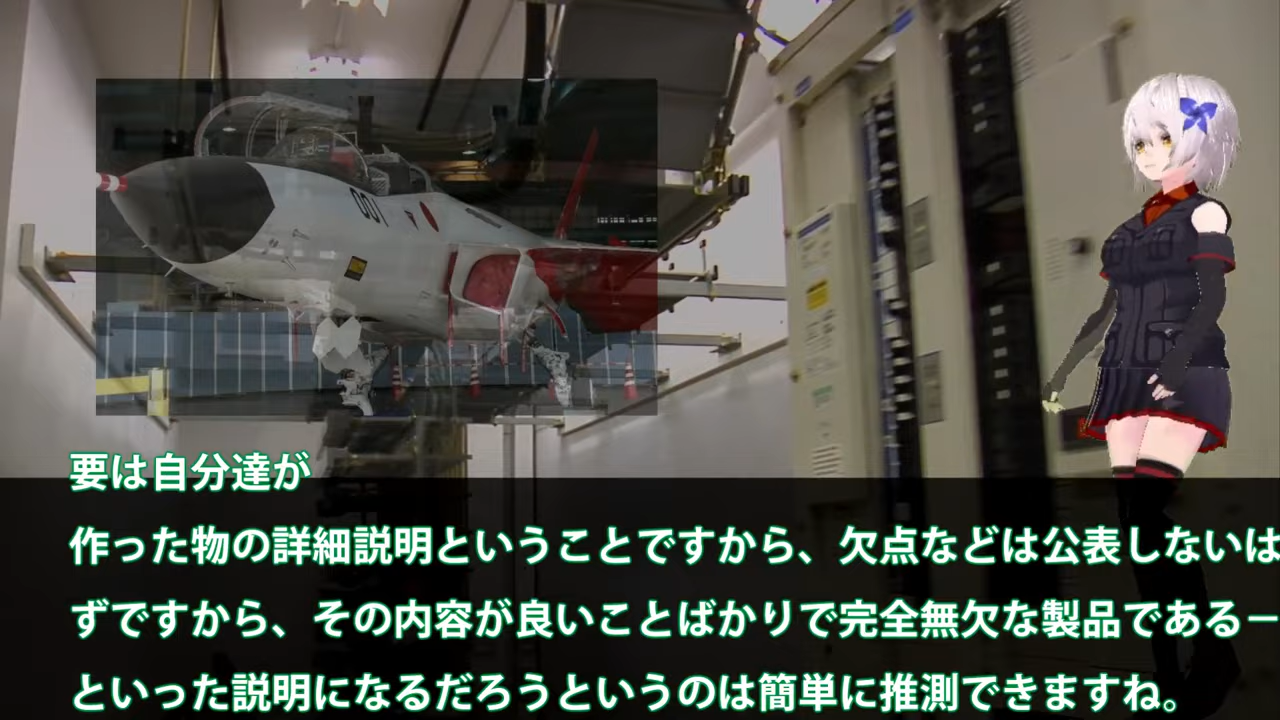 001
要は自分達が
作った物の詳細説明ということですから、欠点などは公表しないは
ずですから、その内容が良いことばかりで完全無欠な製品である－
といった説明になるだろうというのは簡単に推測できますね。